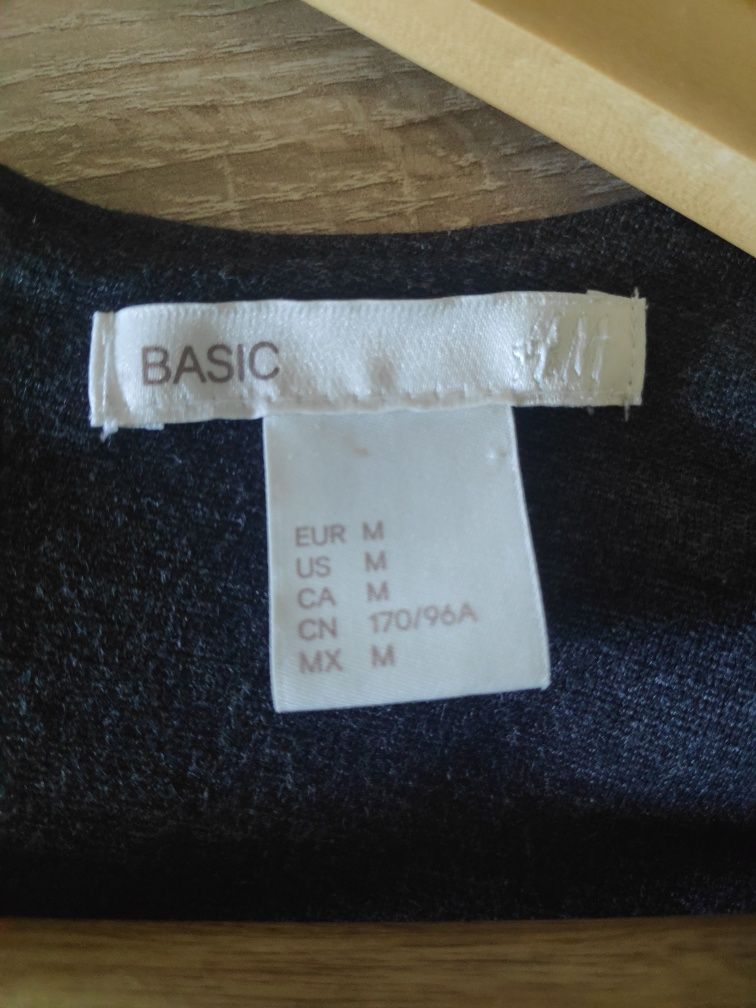 BASIC H&M
EUR M
US M
CA M
CN 170/96A
MX M